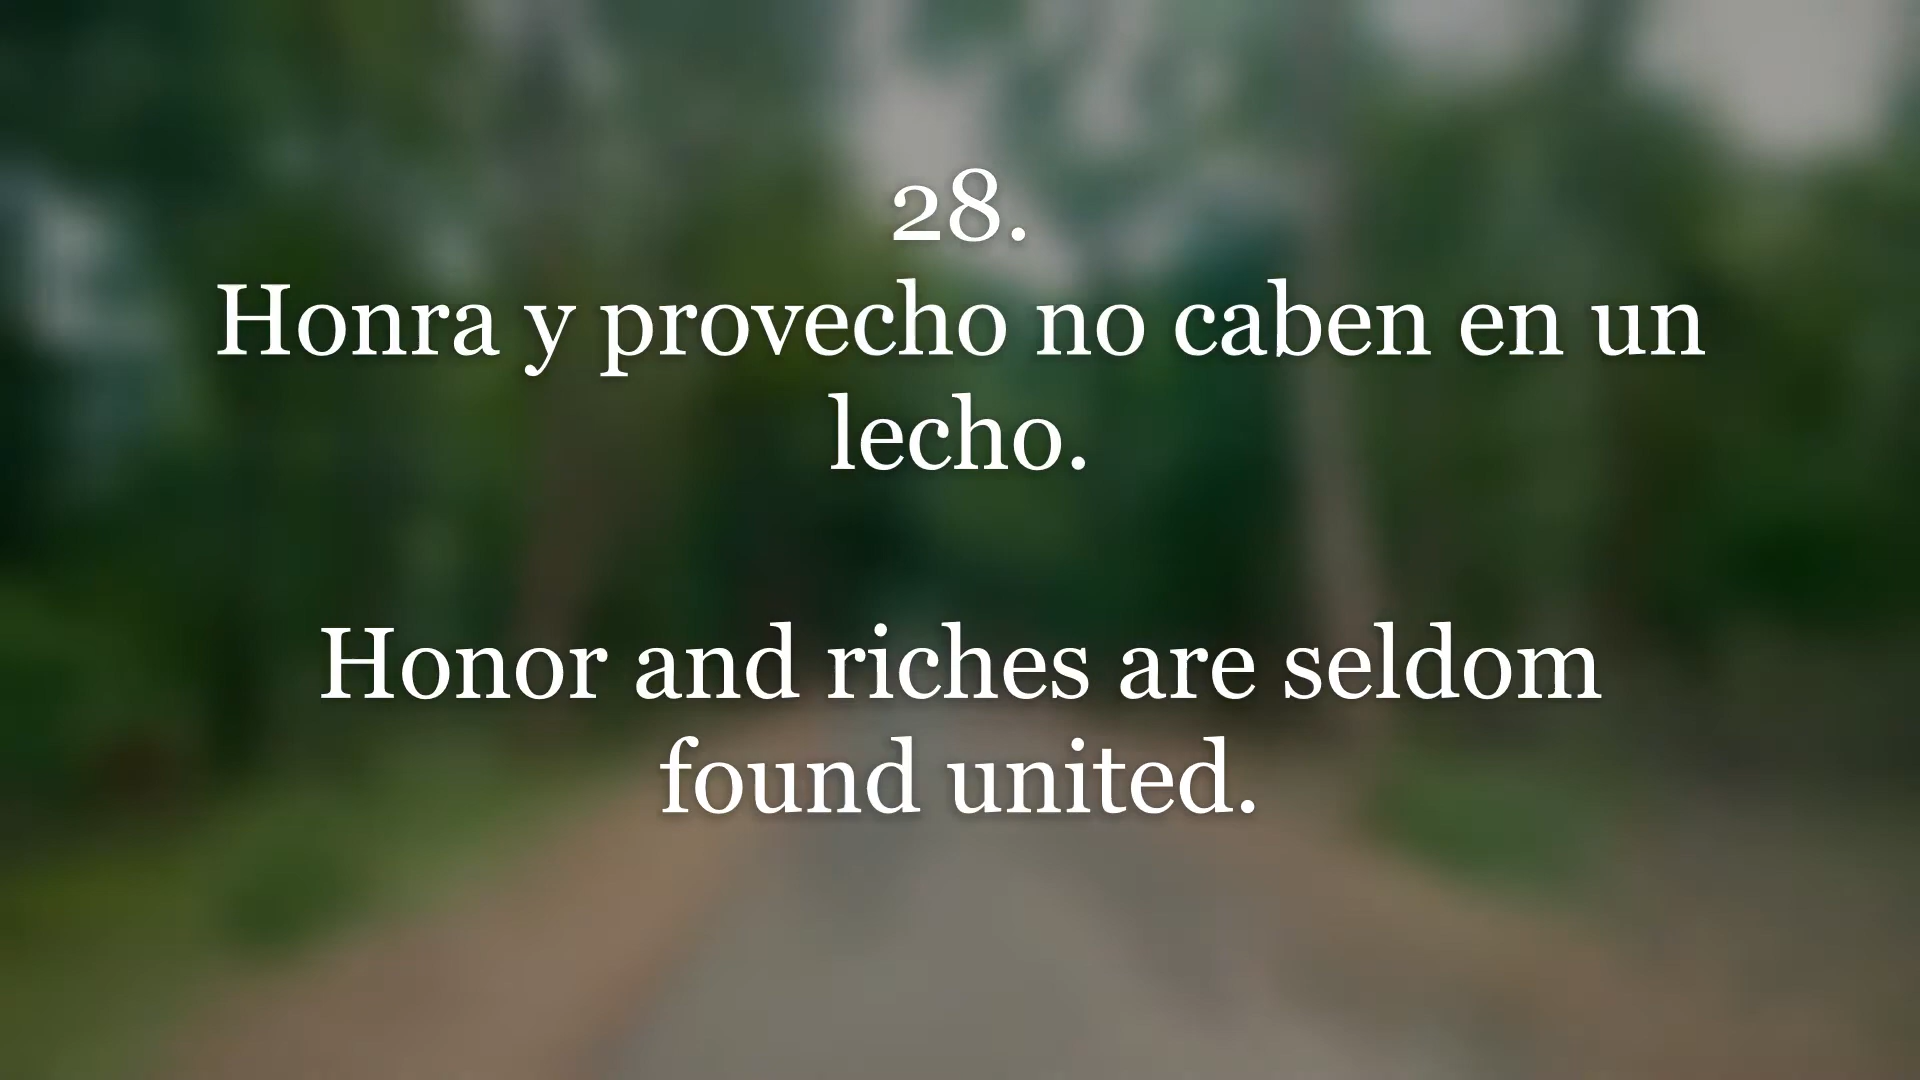 28.
Honra y provecho no caben en un
lecho.
Honor and riches are seldom
found united.